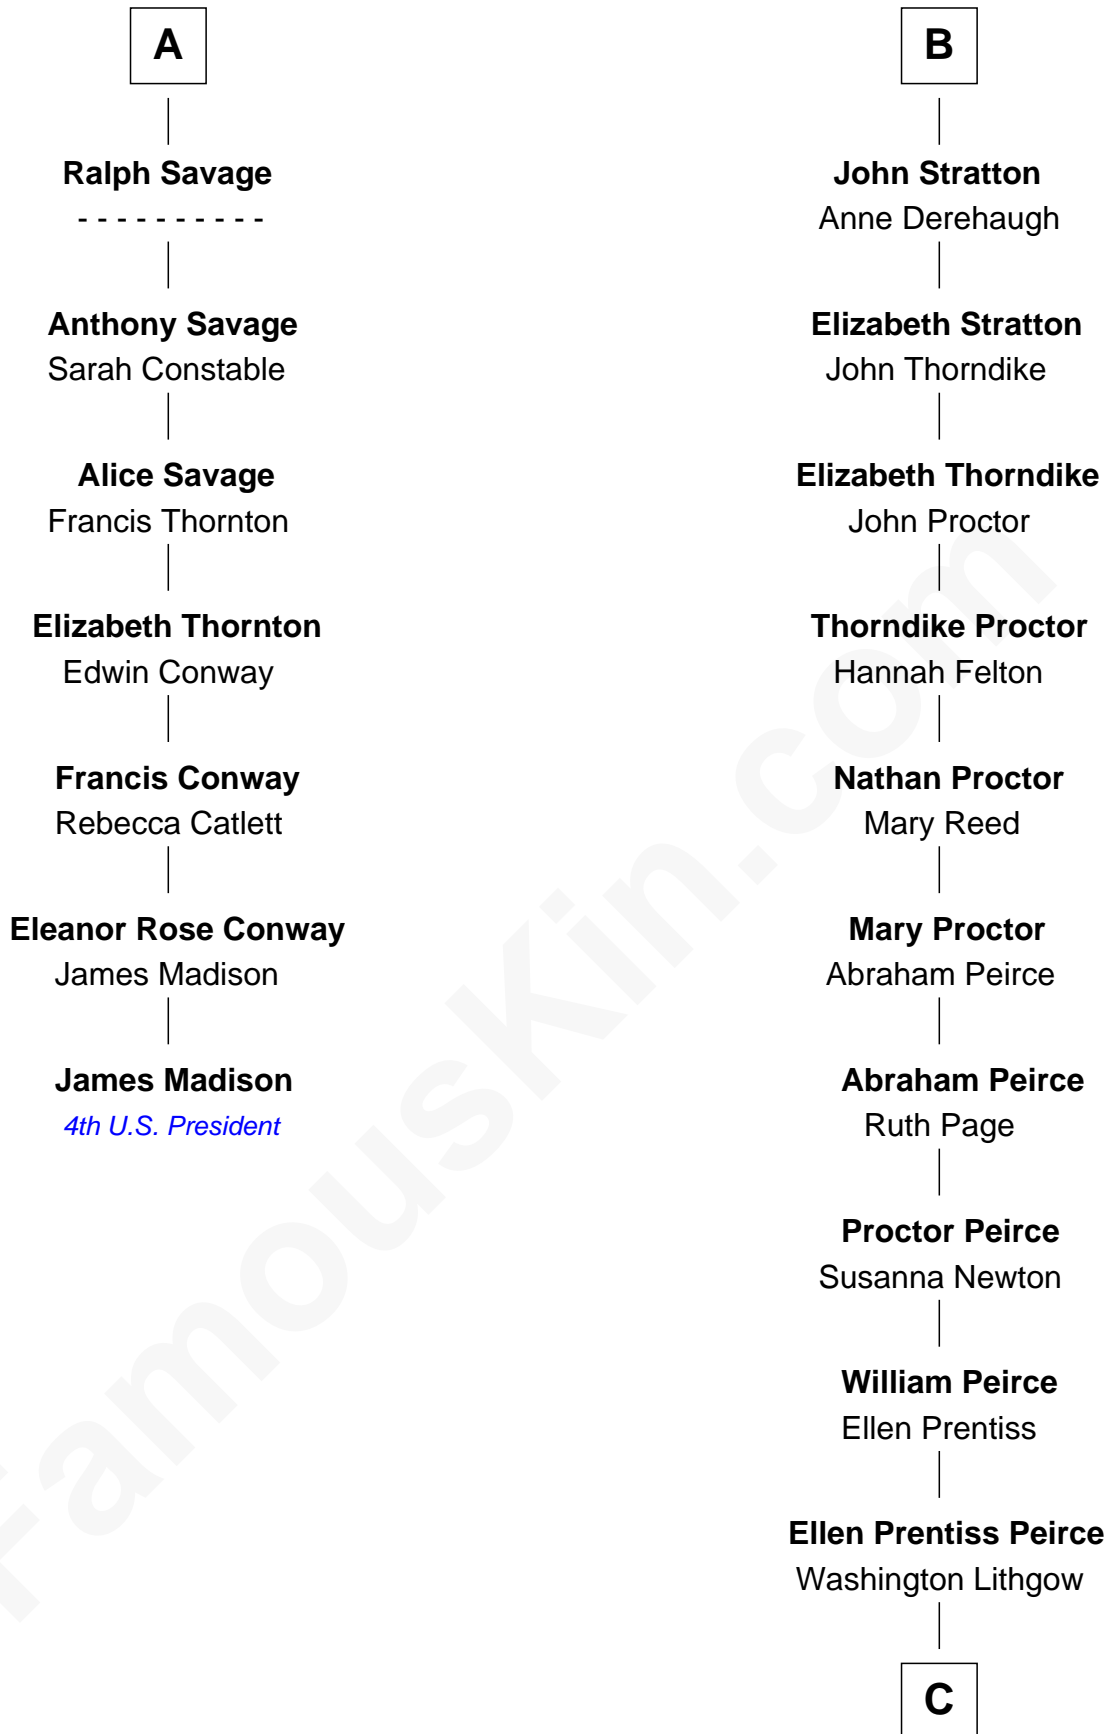 A
Ralph Savage
- - - - - - - - - -
Anthony Savage
Sarah Constable
Alice Savage
Francis Thornton
Elizabeth Thornton
Edwin Conway
Francis Conway
Rebecca Catlett
Eleanor Rose Conway
James Madison
James Madison
4th U.S. President
B
John Stratton
Anne Derehaugh
Elizabeth Stratton
John Thorndike
Elizabeth Thorndike
John Proctor
Thorndike Proctor
Hannah Felton
Nathan Proctor
Mary Reed
Mary Proctor
Abraham Peirce
Abraham Peirce
Ruth Page
Proctor Peirce
Susanna Newton
William Peirce
Ellen Prentiss
Ellen Prentiss Peirce
Washington Lithgow
C
FamousKin.com